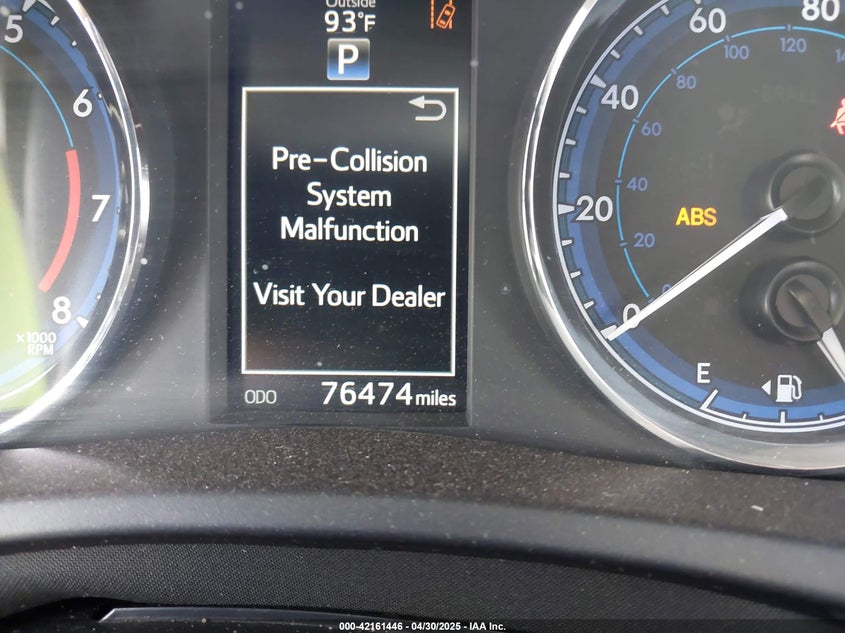 Outside
93°F
P
Pre-Collision
System
Malfunction
Visit Your Dealer
ODO 76474 miles
5
6
7
8
x1000
RPM
0
20
40
60
80
0
20
40
60
80
100
120
ABS
E
000-42161446 - 04/30/2025 - IAA Inc.